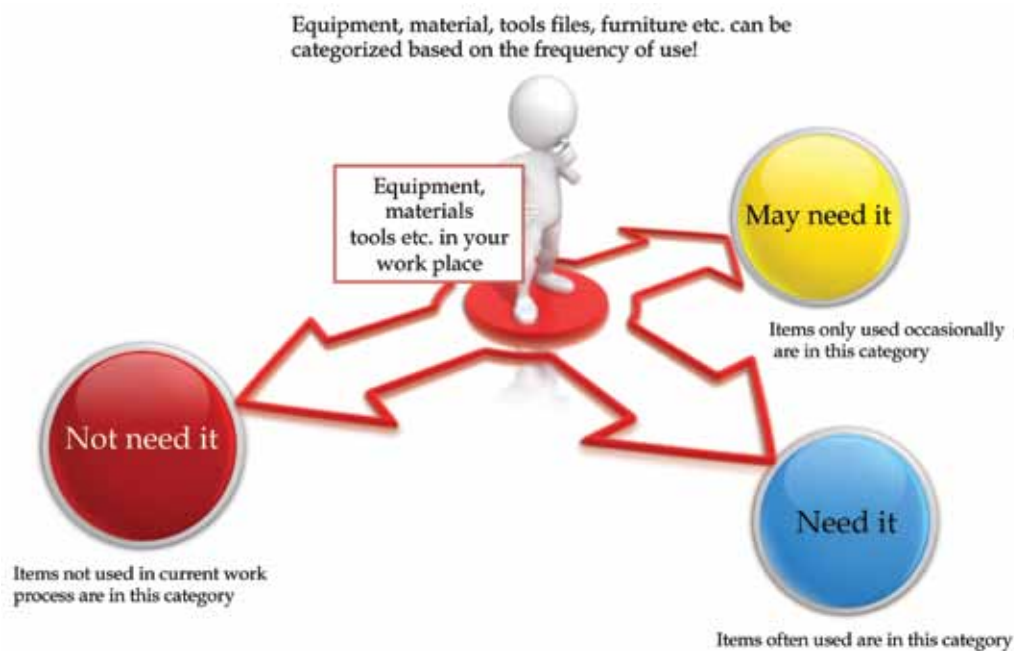 Equipment, material, tools files, furniture etc. can be
categorized based on the frequency of use!
Equipment,
materials
tools etc. in your
work place
May need it
Items only used occasionally
are in this category
Not need it
Items not used in current work
process are in this category
Need it
Items often used are in this category